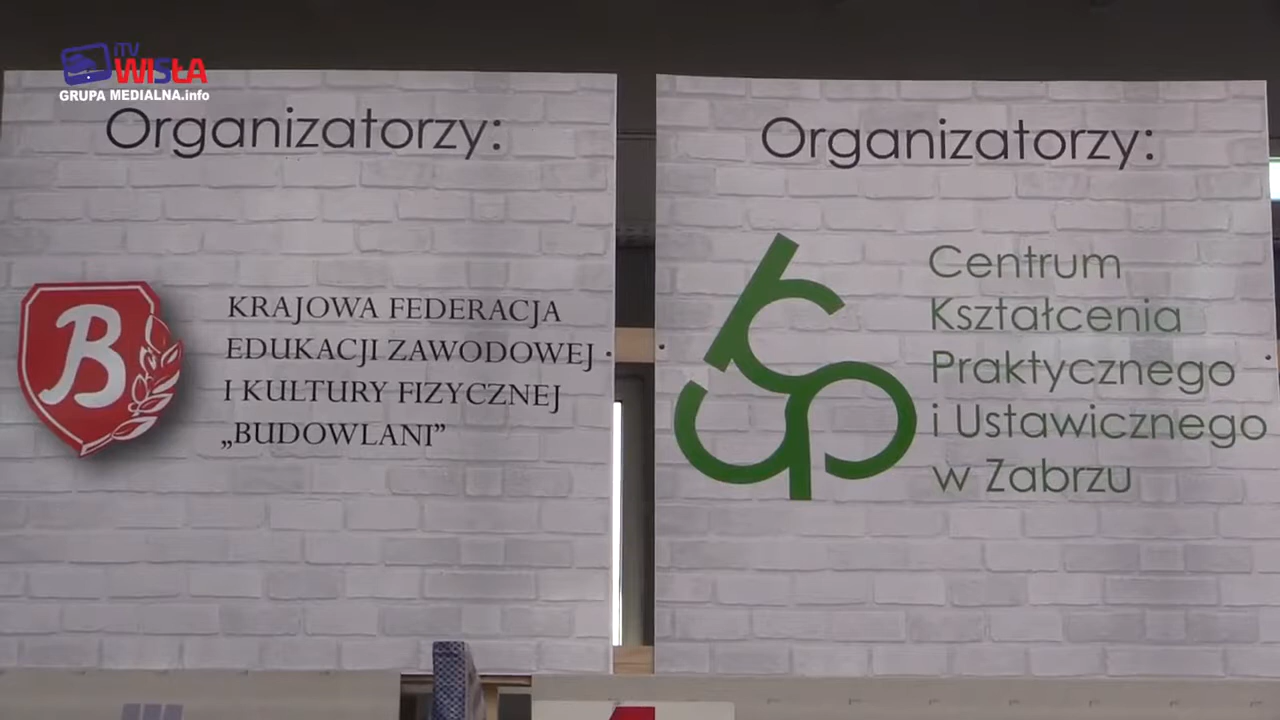 iTV
WISŁA
GRUPA MEDIALNA.info
Organizatorzy:
B
KRAJOWA FEDERACJA
EDUKACJI ZAWODOWEJ
I KULTURY FIZYCZNEJ
„BUDOWLANI”
Organizatorzy:
Centrum
Kształcenia
Praktycznego
i Ustawicznego
w Zabrzu